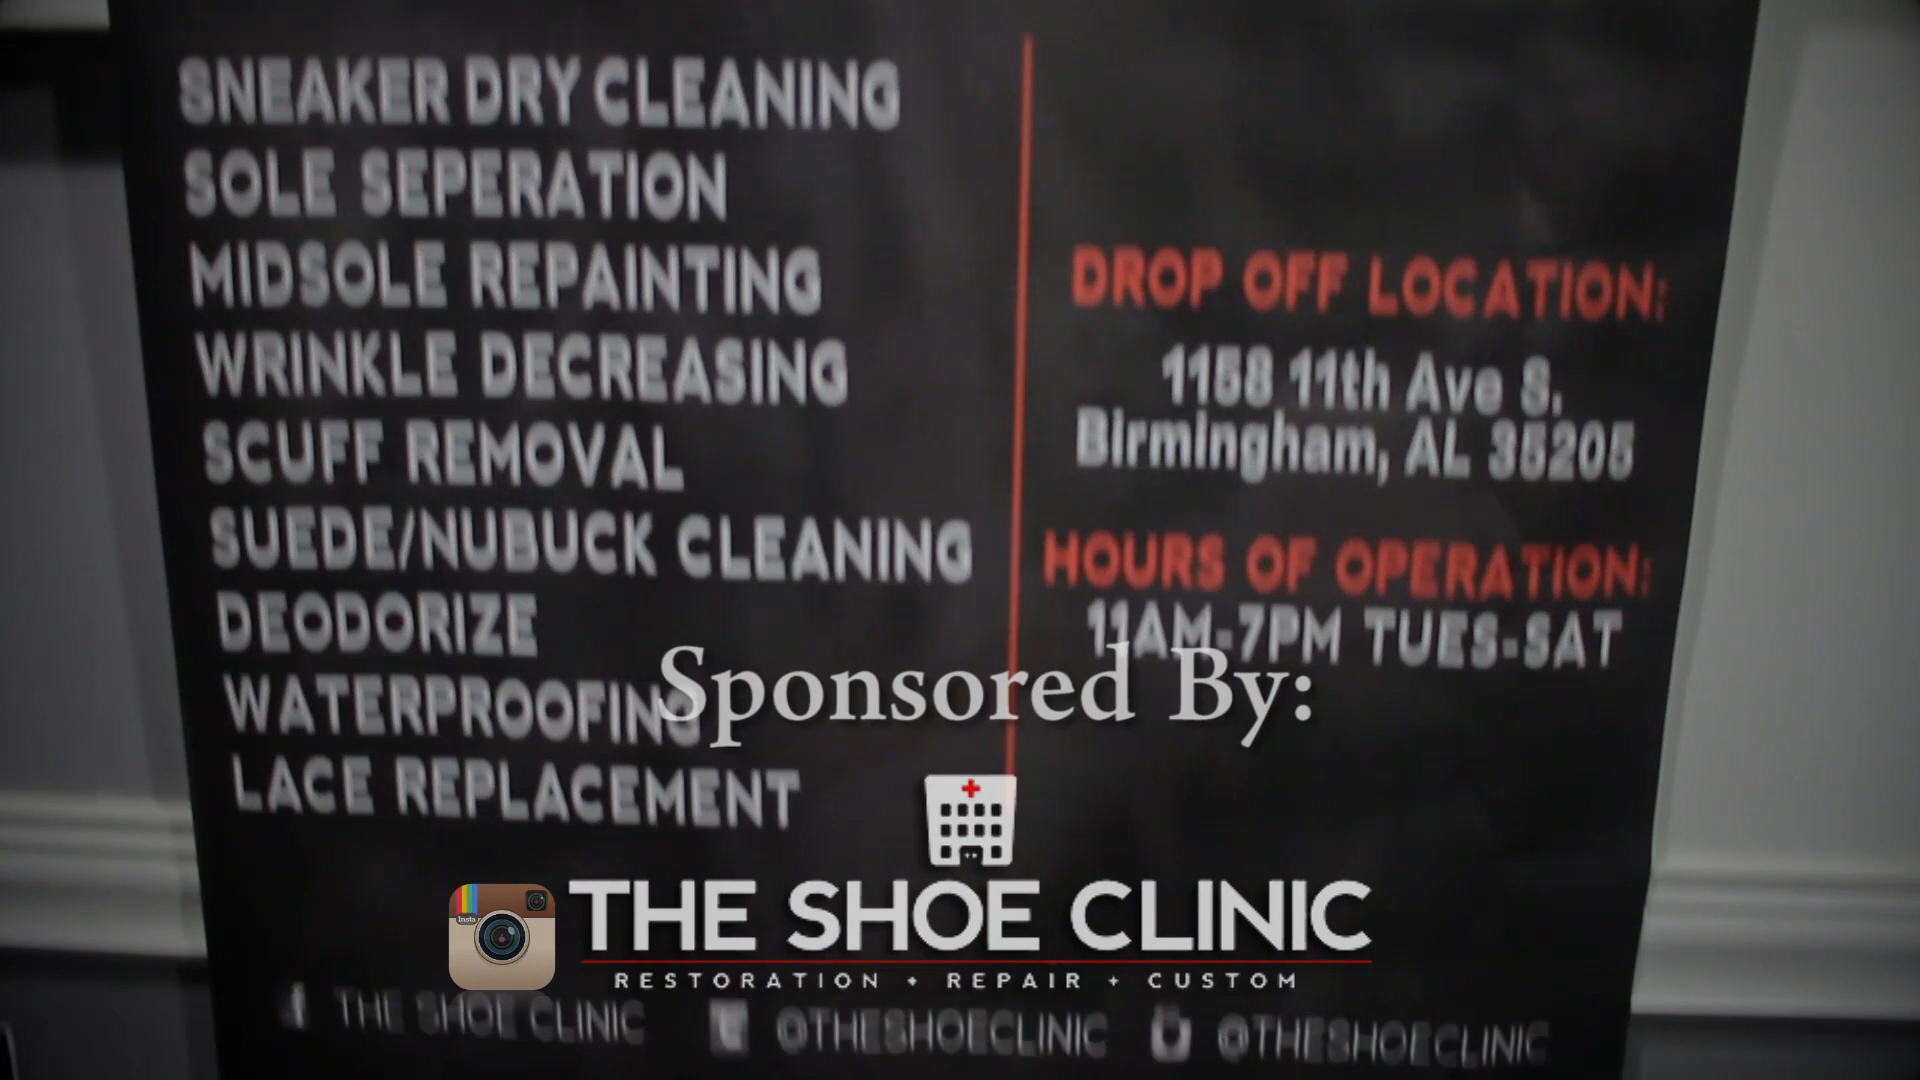 SNEAKER DRY CLEANING
SOLE SEPERATION
MIDSOLE REPAINTING
WRINKLE DECREASING
SCUFF REMOVAL
SUEDE/NUBUCK CLEANING
DEODORIZE
WATERPROOFING
LACE REPLACEMENT
DROP OFF LOCATION:
1158 11th Ave S.
Birmingham, AL 35205
HOURS OF OPERATION:
11AM-7PM TUES-SAT
Sponsored By:
Insta
THE SHOE CLINIC
RESTORATION + REPAIR + CUSTOM
THE SHOE CLINIC @THESHOECLINIC @THESHOECLINIC